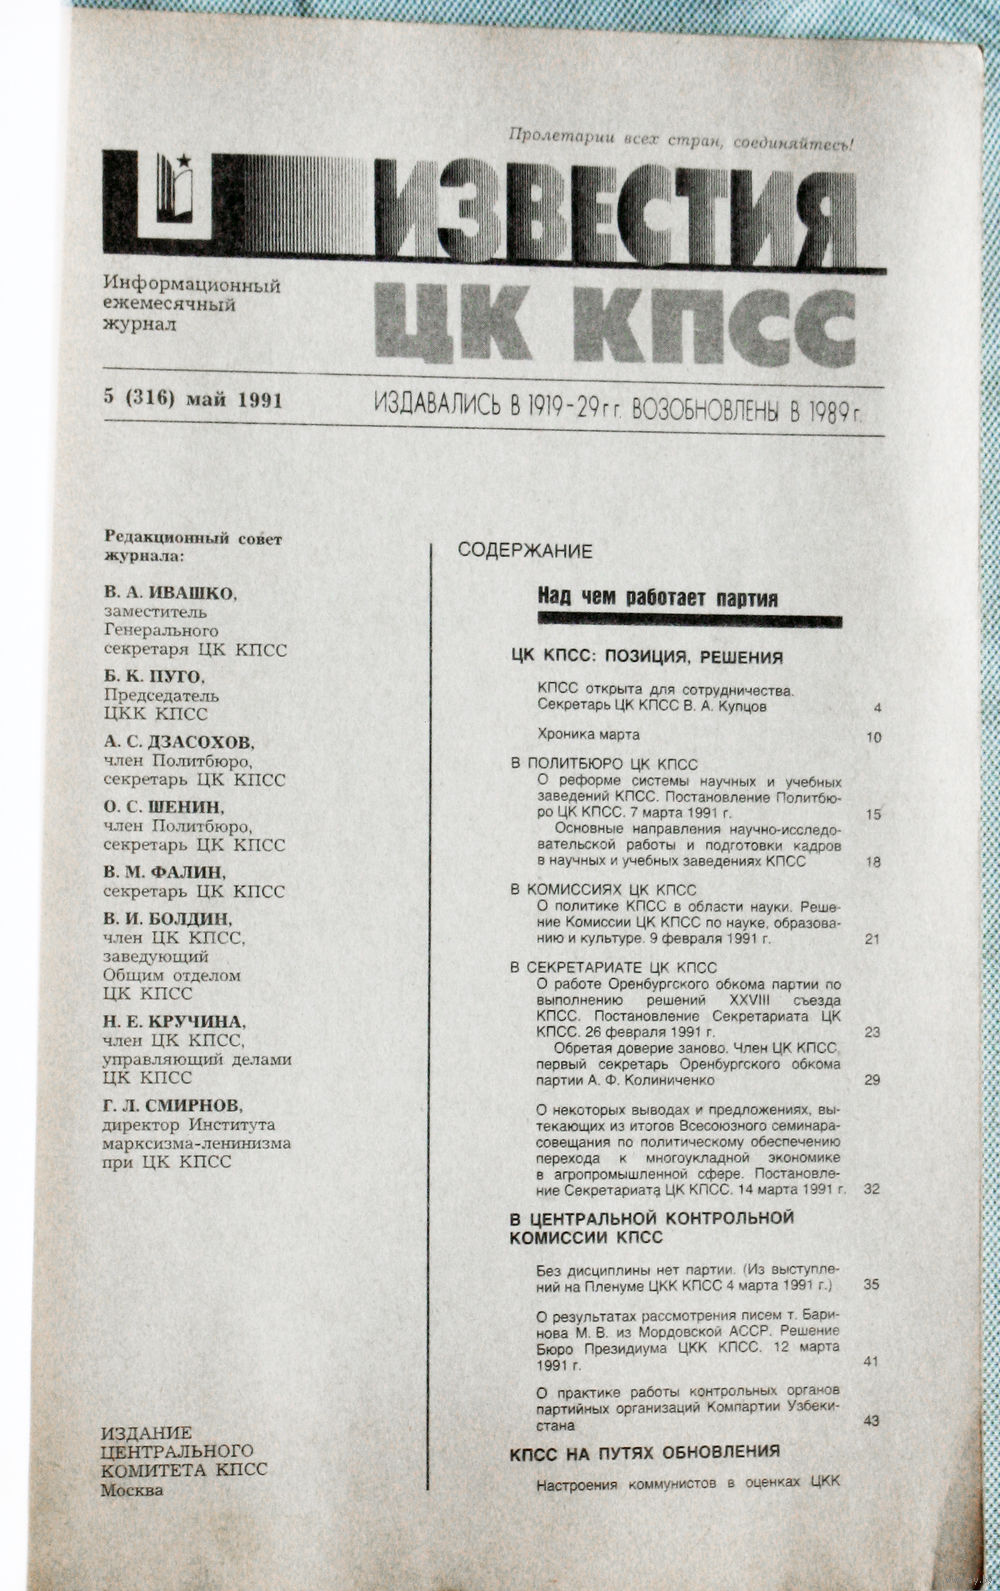 Пролетарии всех стран, соединяйтесь!
ИЗВЕСТИЯ
ЦК КПСС
Информационный
ежемесячный
журнал
5 (316) май 1991
ИЗДАВАЛИСЬ В 1919-29гг. ВОЗОБНОВЛЕНЫ В 1989г.
Редакционный совет
журнала:
В. А. ИВАШКО,
заместитель
Генерального
секретаря ЦК КПСС
Б. К. ПУГО,
Председатель
ЦКК КПСС
А. С. ДЗАСОХОВ,
член Политбюро,
секретарь ЦК КПСС
О. С. ШЕНИН,
член Политбюро,
секретарь ЦК КПСС
В. М. ФАЛИН,
секретарь ЦК КПСС
В. И. БОЛДИН,
член ЦК КПСС,
заведующий
Общим отделом
ЦК КПСС
Н. Е. КРУЧИНА,
член ЦК КПСС,
управляющий делами
ЦК КПСС
Г. Л. СМИРНОВ,
директор Института
марксизма-ленинизма
при ЦК КПСС
ИЗДАНИЕ
ЦЕНТРАЛЬНОГО
КОМИТЕТА КПСС
Москва
СОДЕРЖАНИЕ
Над чем работает партия
ЦК КПСС: ПОЗИЦИЯ, РЕШЕНИЯ
КПСС открыта для сотрудничества.
Секретарь ЦК КПСС В. А. Купцов 4
Хроника марта 10
В ПОЛИТБЮРО ЦК КПСС
О реформе системы научных и учебных
заведений КПСС. Постановление Политбю-
ро ЦК КПСС. 7 марта 1991 г. 15
Основные направления научно-исследо-
вательской работы и подготовки кадров
в научных и учебных заведениях КПСС 18
В КОМИССИЯХ ЦК КПСС
О политике КПСС в области науки. Реше-
ние Комиссии ЦК КПСС по науке, образова-
нию и культуре. 9 февраля 1991 г. 21
В СЕКРЕТАРИАТЕ ЦК КПСС
О работе Оренбургского обкома партии по
выполнению решений XXVIII съезда
КПСС. Постановление Секретариата ЦК
КПСС. 26 февраля 1991 г. 23
Обретая доверие заново. Член ЦК КПСС,
первый секретарь Оренбургского обкома
партии А. Ф. Колиниченко 29
О некоторых выводах и предложениях, вы-
текающих из итогов Всесоюзного семинара-
совещания по политическому обеспечению
перехода к многоукладной экономике
в агропромышленной сфере. Постановле-
ние Секретариата ЦК КПСС. 14 марта 1991 г. 32
В ЦЕНТРАЛЬНОЙ КОНТРОЛЬНОЙ
КОМИССИИ КПСС
Без дисциплины нет партии. (Из выступле-
ний на Пленуме ЦКК КПСС 4 марта 1991 г.) 35
О результатах рассмотрения писем т. Бари-
нова М. В. из Мордовской АССР. Решение
Бюро Президиума ЦКК КПСС. 12 марта
1991 г. 41
О практике работы контрольных органов
партийных организаций Компартии Узбеки-
стана 43
КПСС НА ПУТЯХ ОБНОВЛЕНИЯ
Настроения коммунистов в оценках ЦКК